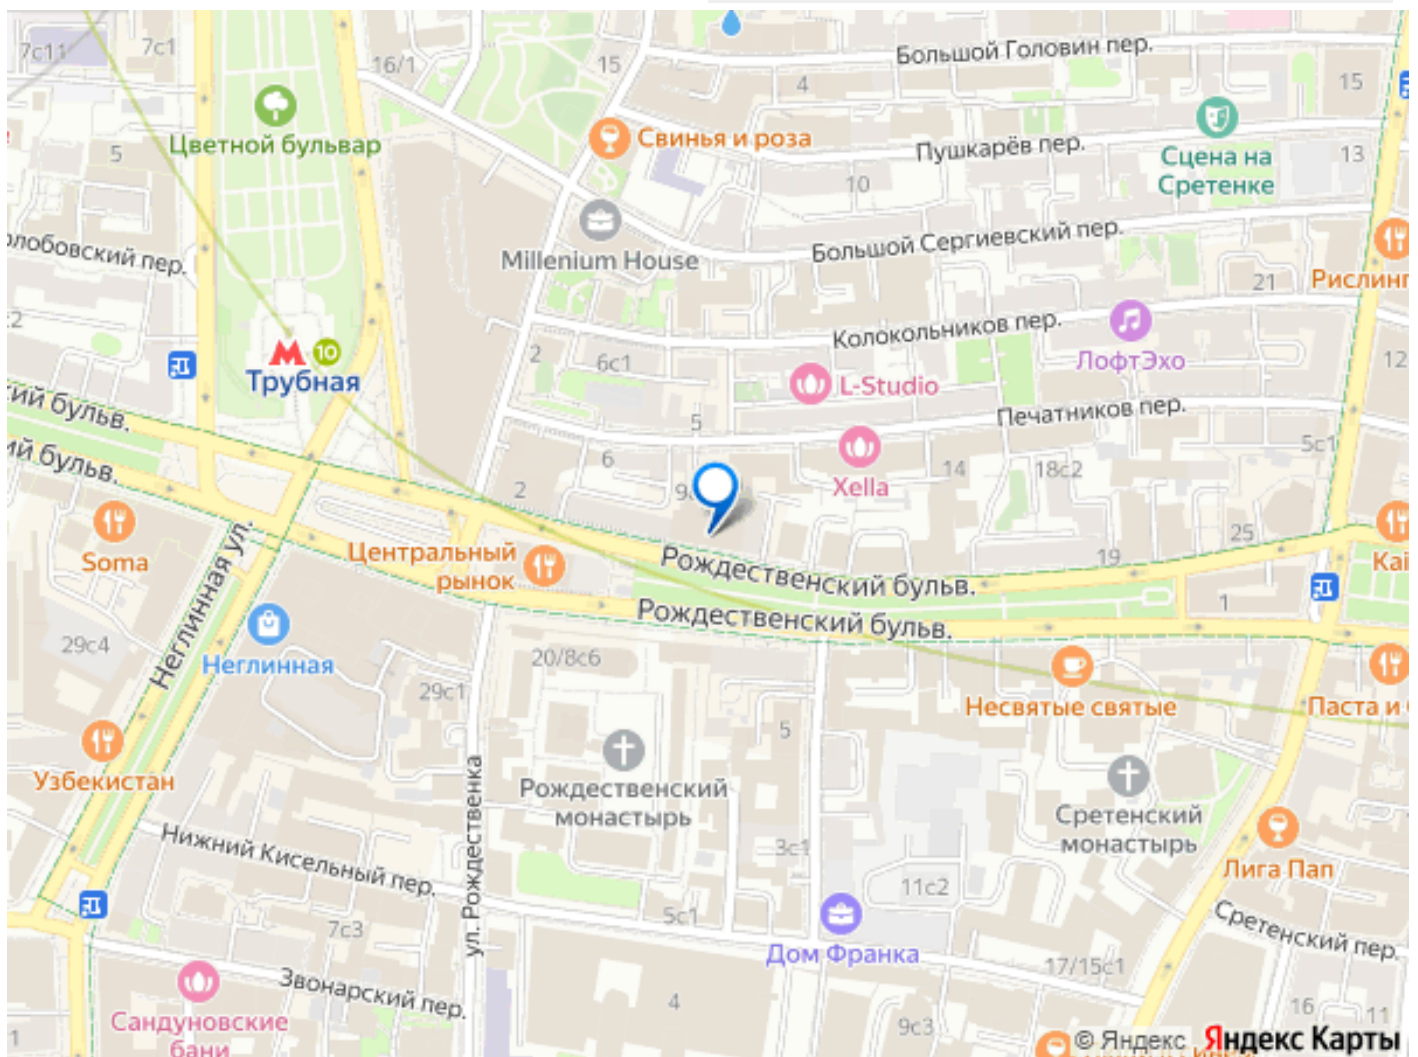 7с11
7с1
16/1
15
Большой Головин пер.
4
15
Цветной бульвар
5
Свинья и роза
Пушкарёв пер.
Сцена на
Сретенке
13
10
Millenium House
Большой Сергиевский пер.
21
Рислинг
2
Колокольников пер.
ЛофтЭхо
12
М 10
Трубная
2
6с1
L-Studio
Печатников пер.
5
5с1
бульв.
бульв.
6
2
Xella
14
18с2
Soma
Неглинная ул.
Центральный
рынок
Рождественский бульв.
19
25
Kai
Рождественский бульв.
1
29с4
Неглинная
20/8с6
29с1
Несвятые святые
Паста и
5
Узбекистан
ул. Рождественка
Рождественский
монастырь
Сретенский
монастырь
Нижний Кисельный пер.
3с1
Лига Пап
11с2
5с1
7с3
Дом Франка
Сретенский пер.
17/15с1
Звонарский пер.
4
Сандуновские
бани
1
9с3
16
11
© Яндекс Яндекс Карты